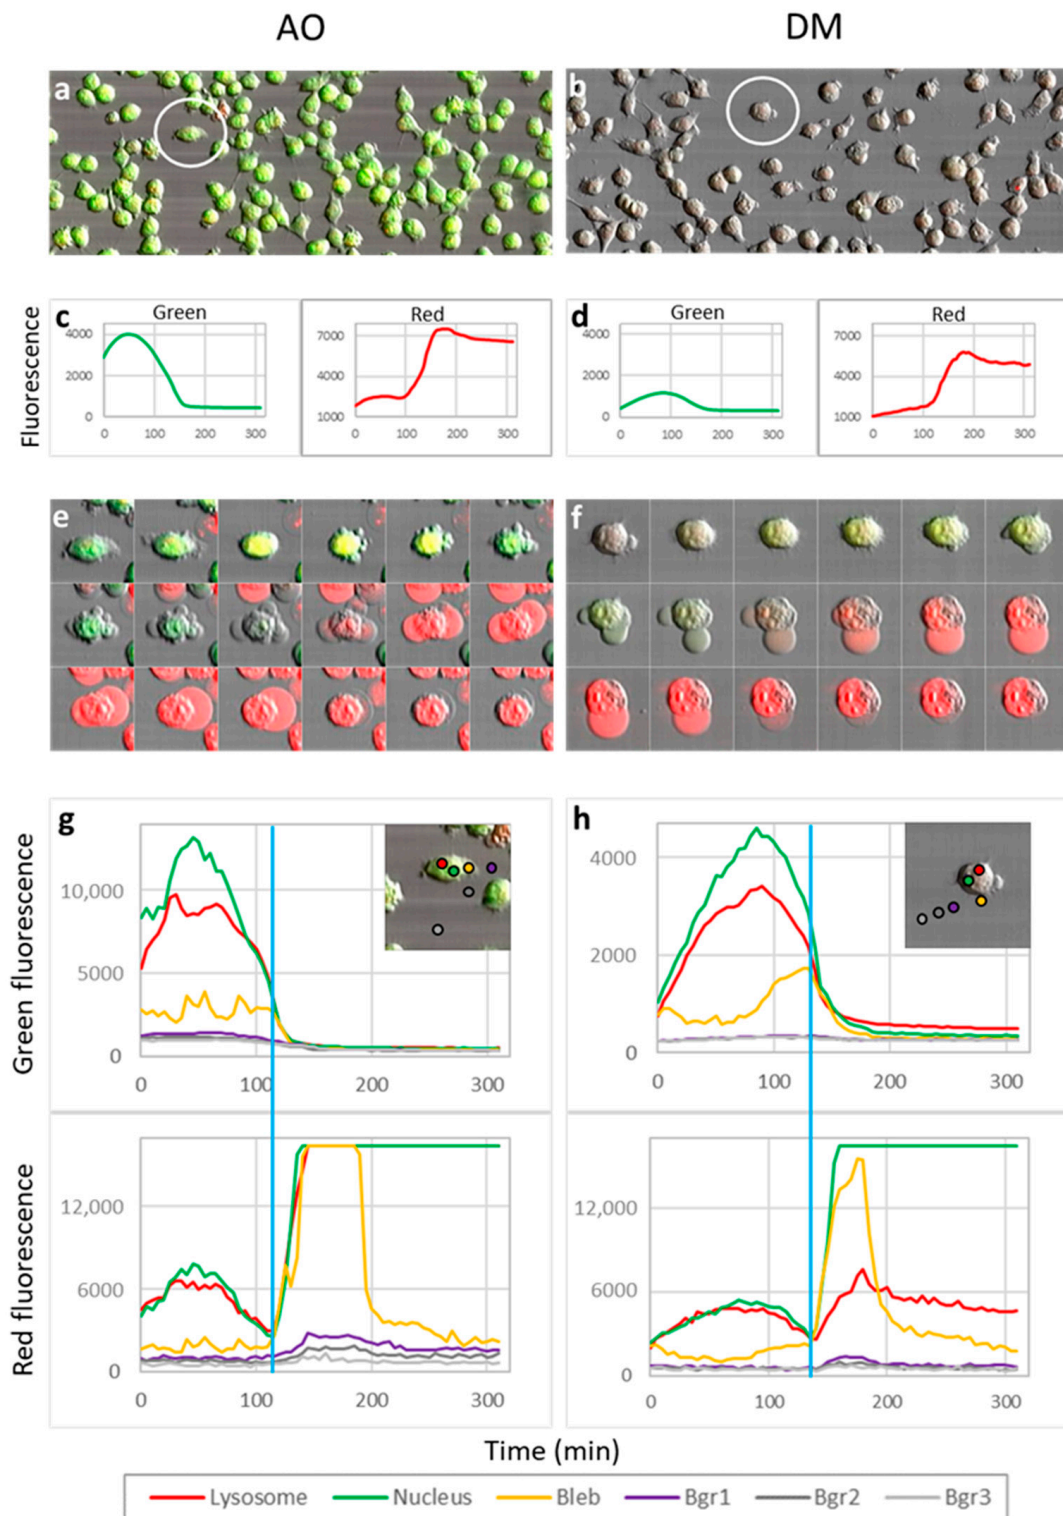 AO DM
a b
Fluorescence
c Green Red d Green Red
4000 7000 4000 7000
2000 4000 2000 4000
0 1000 0 1000
0 100 200 300 0 100 200 300 0 100 200 300 0 100 200 300
e f
g h
Green fluorescence
10,000 4000
5000 2000
0 0
0 100 200 300 0 100 200 300
Red fluorescence
12,000 12,000
6000 6000
0 0
0 100 200 300 0 100 200 300
Time (min)
Lysosome Nucleus Bleb Bgr1 Bgr2 Bgr3